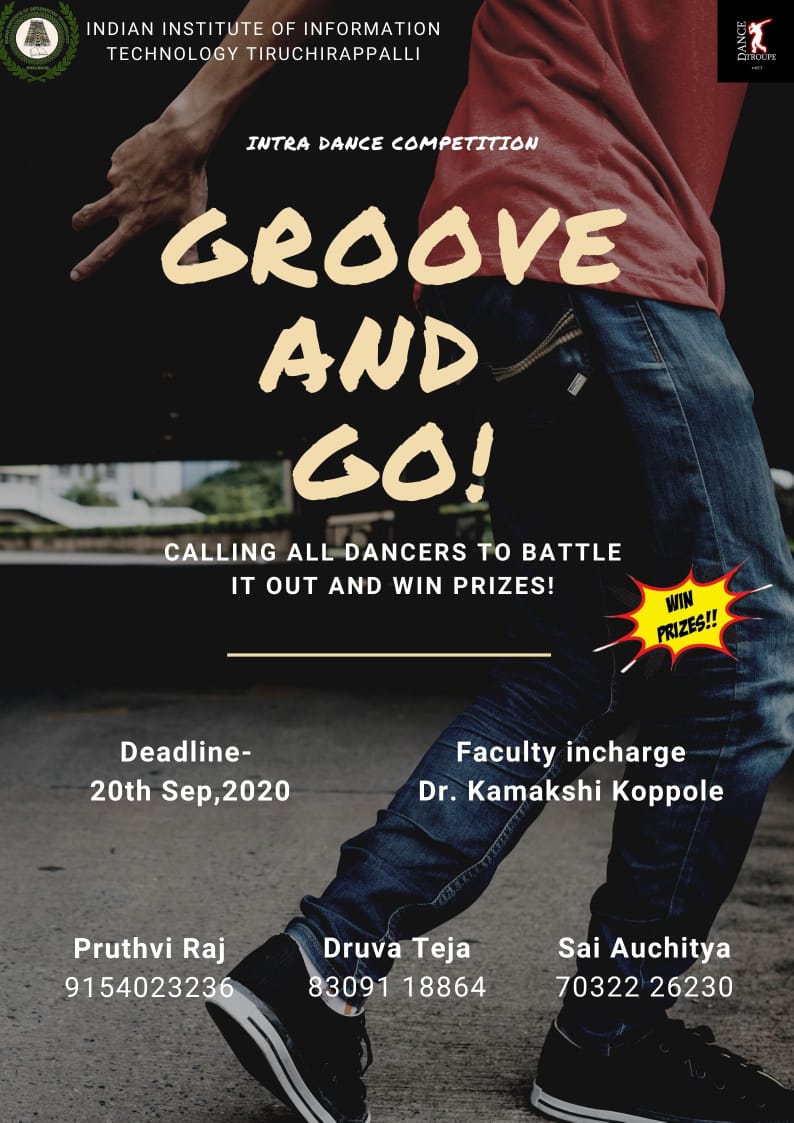 INDIAN INSTITUTE OF INFORMATION
TECHNOLOGY TIRUCHIRAPPALLI
DANCE
TROUPE
INTRA DANCE COMPETITION
GROOVE
AND
GO!
CALLING ALL DANCERS TO BATTLE
IT OUT AND WIN PRIZES!
WIN
PRIZES!!
Deadline-
20th Sep,2020
Faculty incharge
Dr. Kamakshi Koppole
Pruthvi Raj
9154023236
Druva Teja
83091 18864
Sai Auchitya
70322 26230